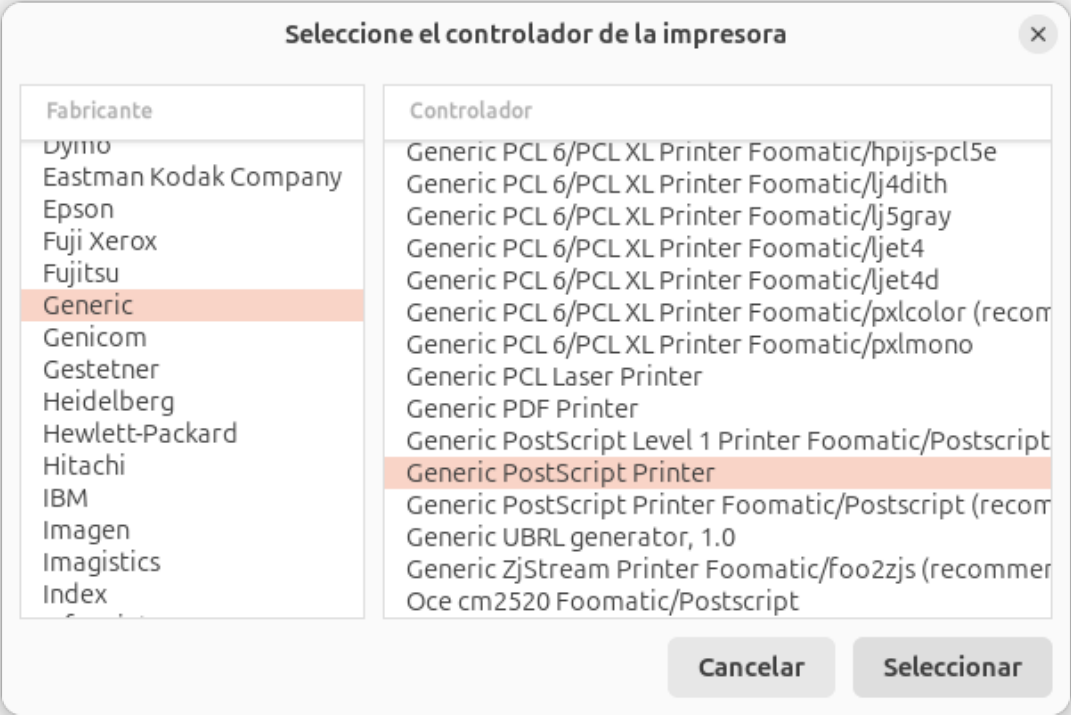 Seleccione el controlador de la impresora
Fabricante
Dymo
Eastman Kodak Company
Epson
Fuji Xerox
Fujitsu
Generic
Genicom
Gestetner
Heidelberg
Hewlett-Packard
Hitachi
IBM
Imagen
Imagistics
Index
Controlador
Generic PCL 6/PCL XL Printer Foomatic/hpijs-pcl5e
Generic PCL 6/PCL XL Printer Foomatic/lj4dith
Generic PCL 6/PCL XL Printer Foomatic/lj5gray
Generic PCL 6/PCL XL Printer Foomatic/ljet4
Generic PCL 6/PCL XL Printer Foomatic/ljet4d
Generic PCL 6/PCL XL Printer Foomatic/pxlcolor (recom
Generic PCL 6/PCL XL Printer Foomatic/pxlmono
Generic PCL Laser Printer
Generic PDF Printer
Generic PostScript Level 1 Printer Foomatic/Postscript
Generic PostScript Printer
Generic PostScript Printer Foomatic/Postscript (recom
Generic UBRL generator, 1.0
Generic ZjStream Printer Foomatic/foo2zjs (recommer
Oce cm2520 Foomatic/Postscript
Cancelar
Seleccionar